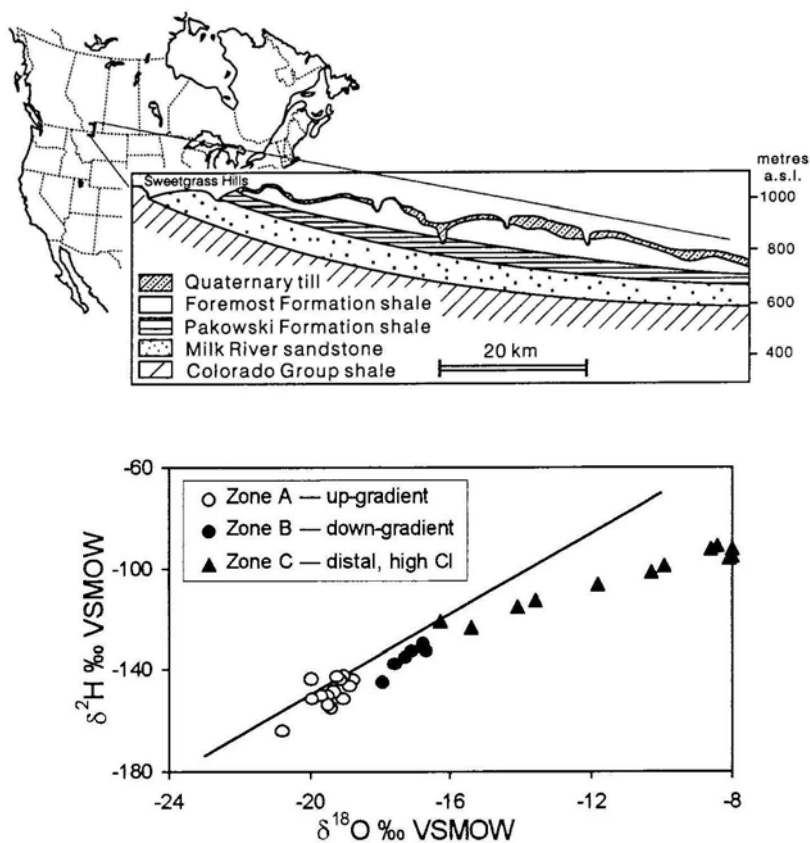 metres
a.s.l.
Sweetgrass Hills
1000
800
600
400
Quaternary till
Foremost Formation shale
Pakowski Formation shale
Milk River sandstone
Colorado Group shale
20 km
-60
-100
-140
-180
δ²H ‰ VSMOW
Zone A — up-gradient
Zone B — down-gradient
Zone C — distal, high Cl
-24
-20
-16
-12
-8
δ¹⁸O ‰ VSMOW